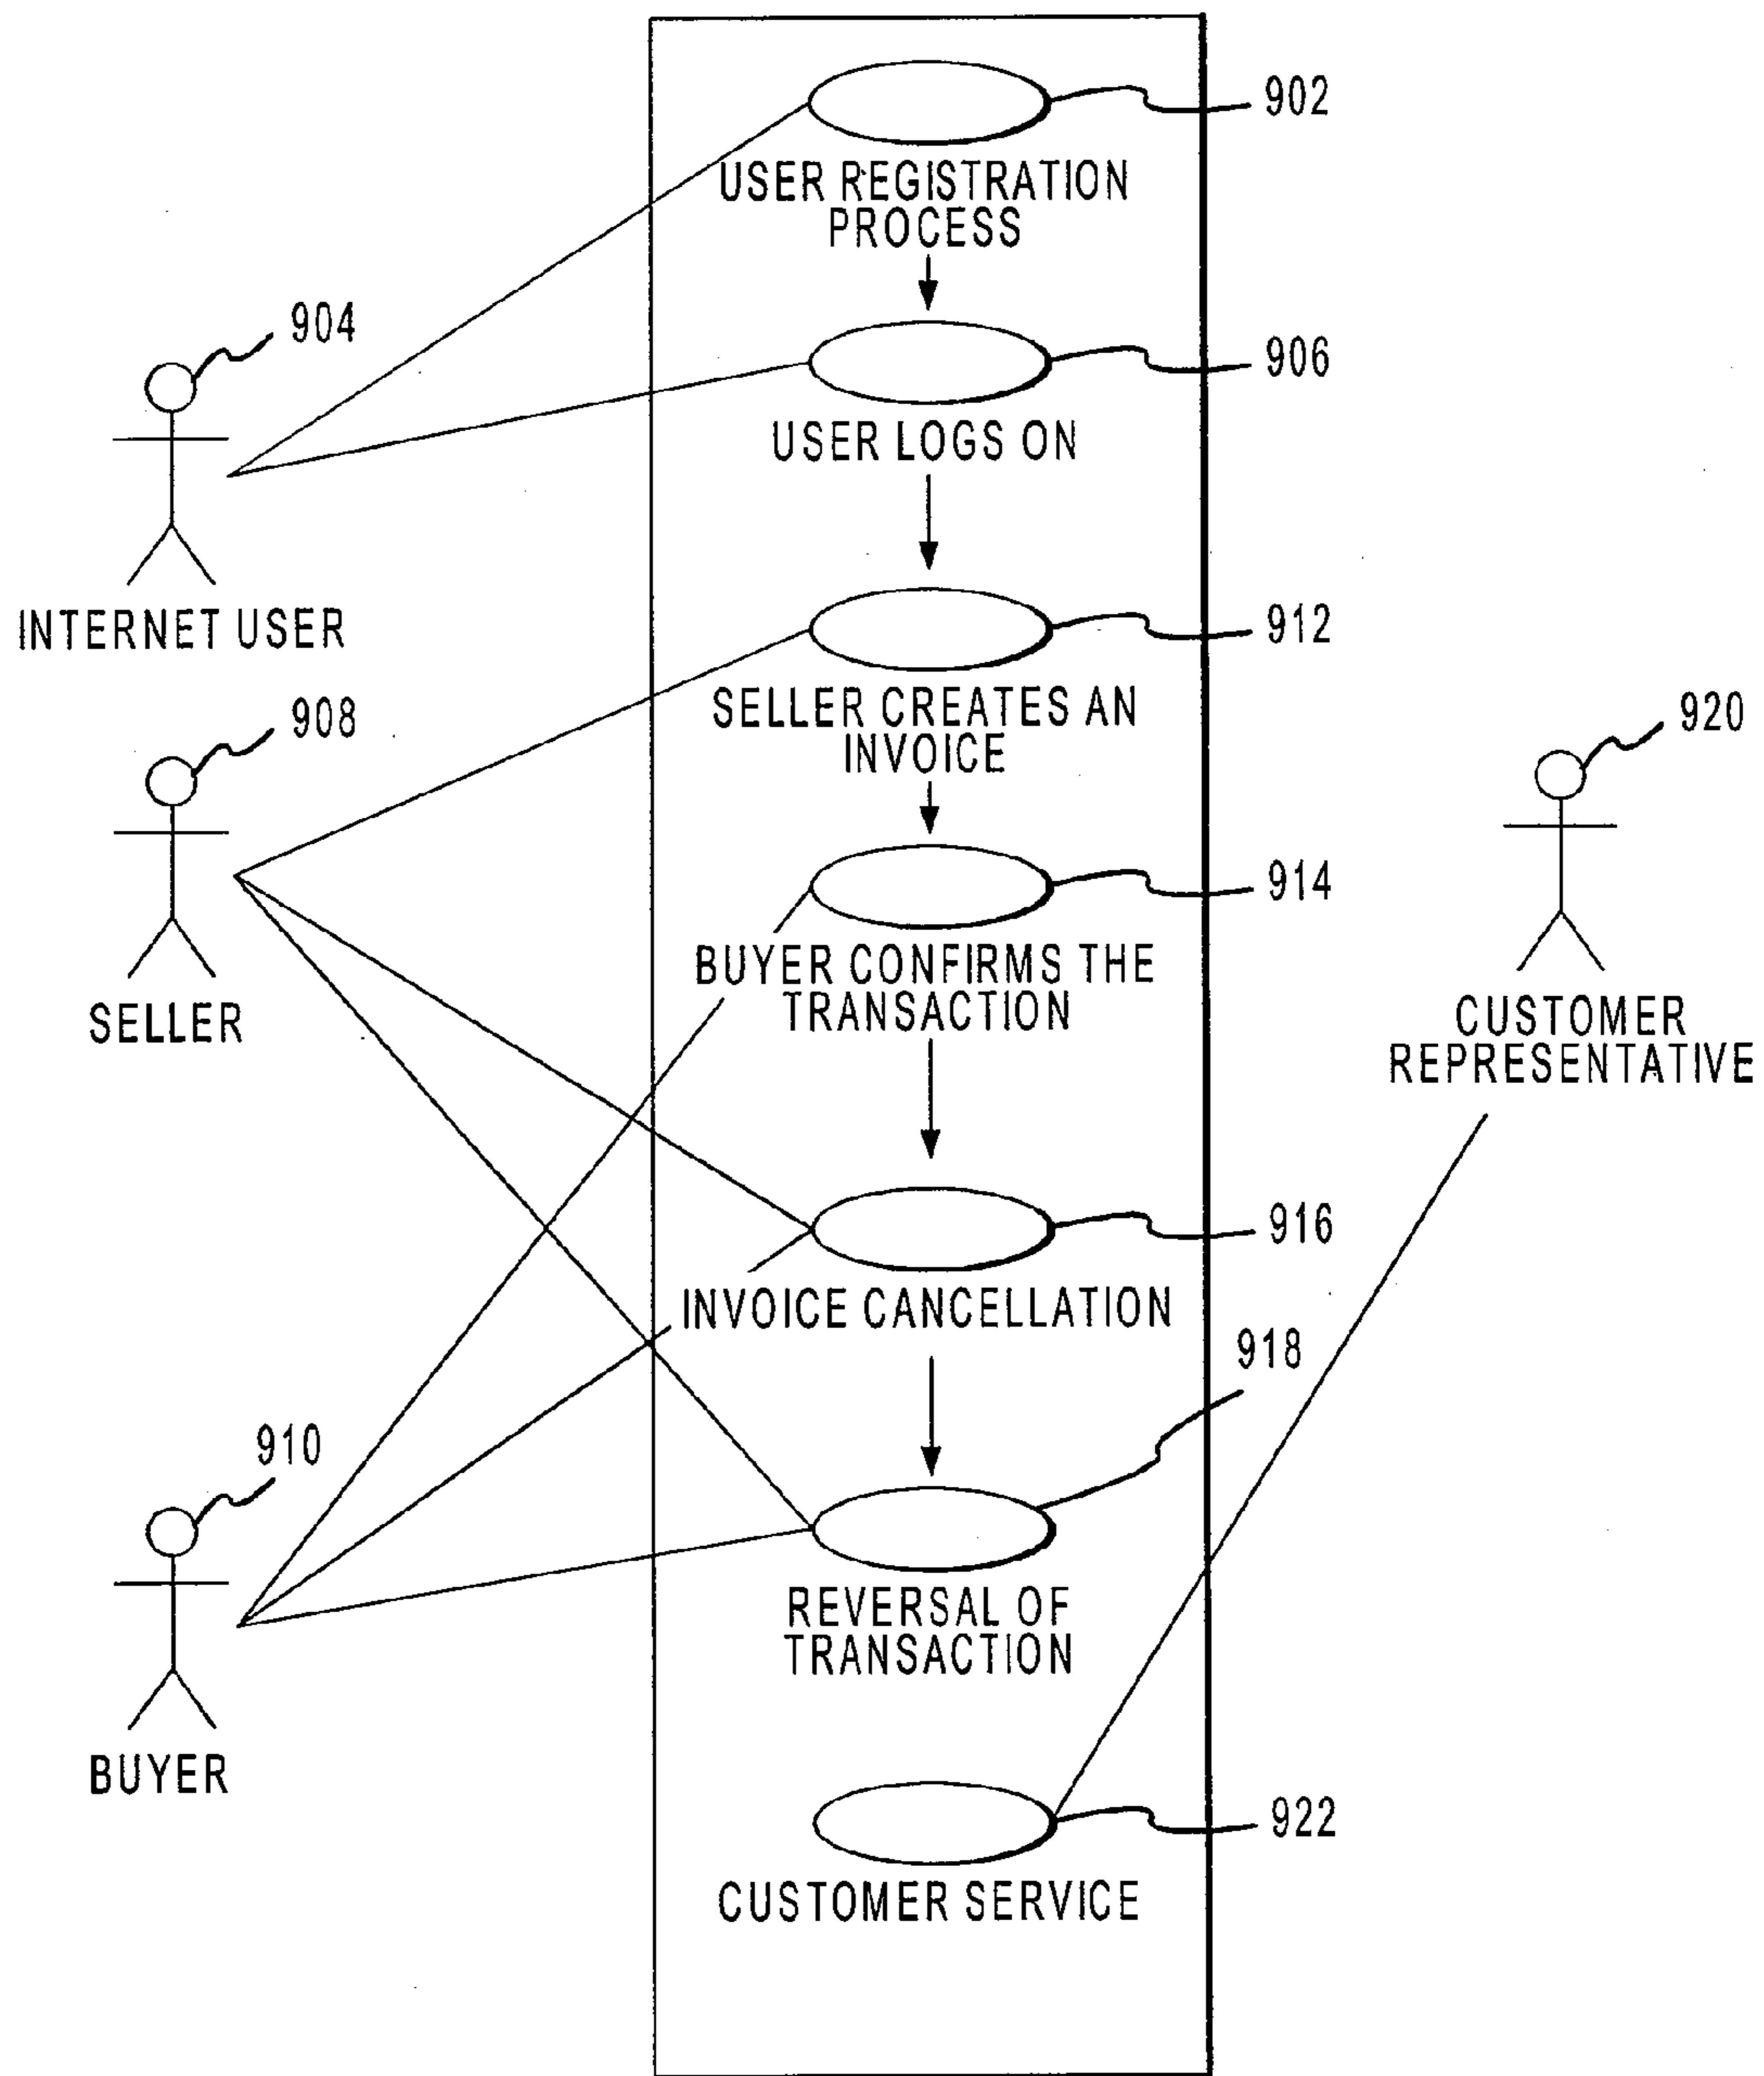 902
USER REGISTRATION
PROCESS
904
906
USER LOGS ON
INTERNET USER
912
908
SELLER CREATES AN
INVOICE
920
914
BUYER CONFIRMS THE
TRANSACTION
SELLER
CUSTOMER
REPRESENTATIVE
916
INVOICE CANCELLATION
918
910
REVERSAL OF
TRANSACTION
BUYER
922
CUSTOMER SERVICE